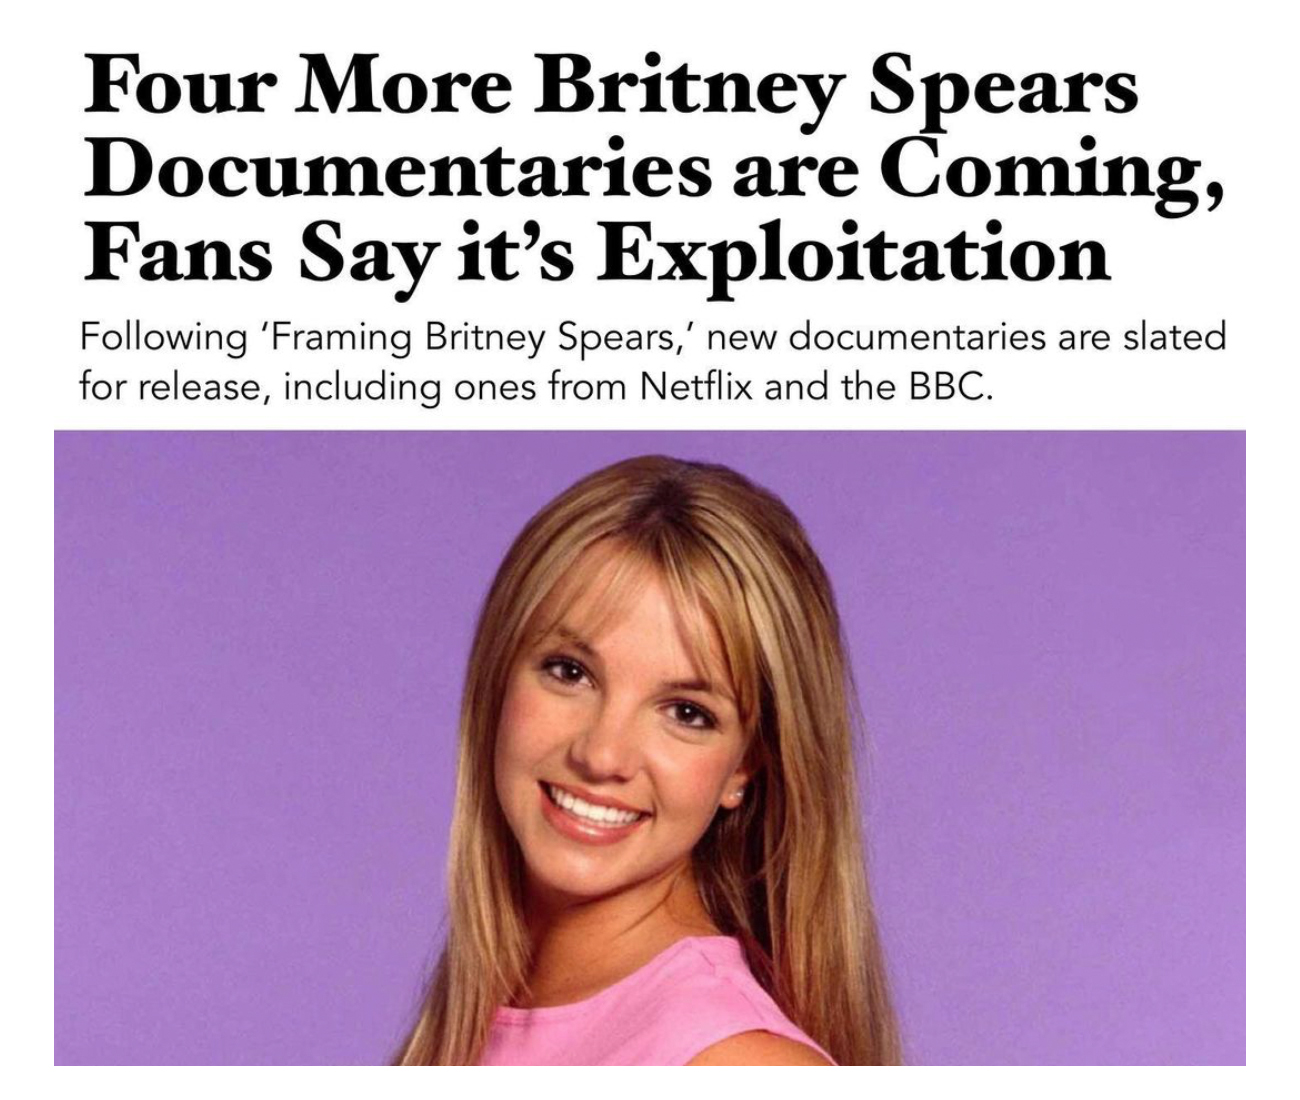 Four More Britney Spears
Documentaries are Coming,
Fans Say it’s Exploitation
Following ‘Framing Britney Spears,’ new documentaries are slated
for release, including ones from Netflix and the BBC.